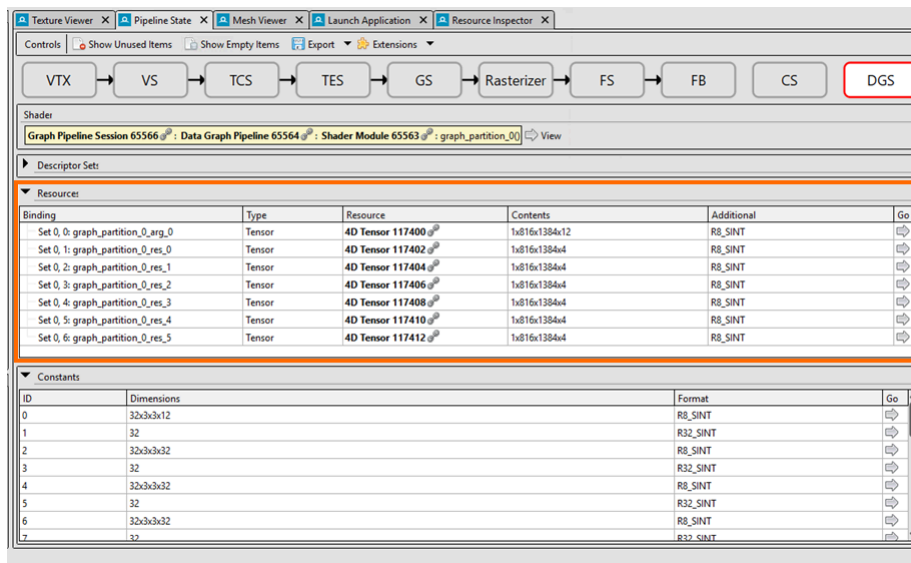 Texture Viewer X Pipeline State X Mesh Viewer X Launch Application X Resource Inspector X
Controls Show Unused Items Show Empty Items Export Extensions
VTX VS TCS TES GS Rasterizer FS FB CS DGS
Shader
Graph Pipeline Session 65566 : Data Graph Pipeline 65564 : Shader Module 65563 : graph_partition_0() View
Descriptor Sets
Resources
Binding Type Resource Contents Additional Go
Set 0, 0: graph_partition_0_arg_0 Tensor 4D Tensor 117400 1x816x1384x12 R8_SINT
Set 0, 1: graph_partition_0_res_0 Tensor 4D Tensor 117402 1x816x1384x4 R8_SINT
Set 0, 2: graph_partition_0_res_1 Tensor 4D Tensor 117404 1x816x1384x4 R8_SINT
Set 0, 3: graph_partition_0_res_2 Tensor 4D Tensor 117406 1x816x1384x4 R8_SINT
Set 0, 4: graph_partition_0_res_3 Tensor 4D Tensor 117408 1x816x1384x4 R8_SINT
Set 0, 5: graph_partition_0_res_4 Tensor 4D Tensor 117410 1x816x1384x4 R8_SINT
Set 0, 6: graph_partition_0_res_5 Tensor 4D Tensor 117412 1x816x1384x4 R8_SINT
Constants
ID Dimensions Format Go
0 32x3x3x12 R8_SINT
1 32 R32_SINT
2 32x3x3x32 R8_SINT
3 32 R32_SINT
4 32x3x3x32 R8_SINT
5 32 R32_SINT
6 32x3x3x32 R8_SINT
7 32 R32_SINT